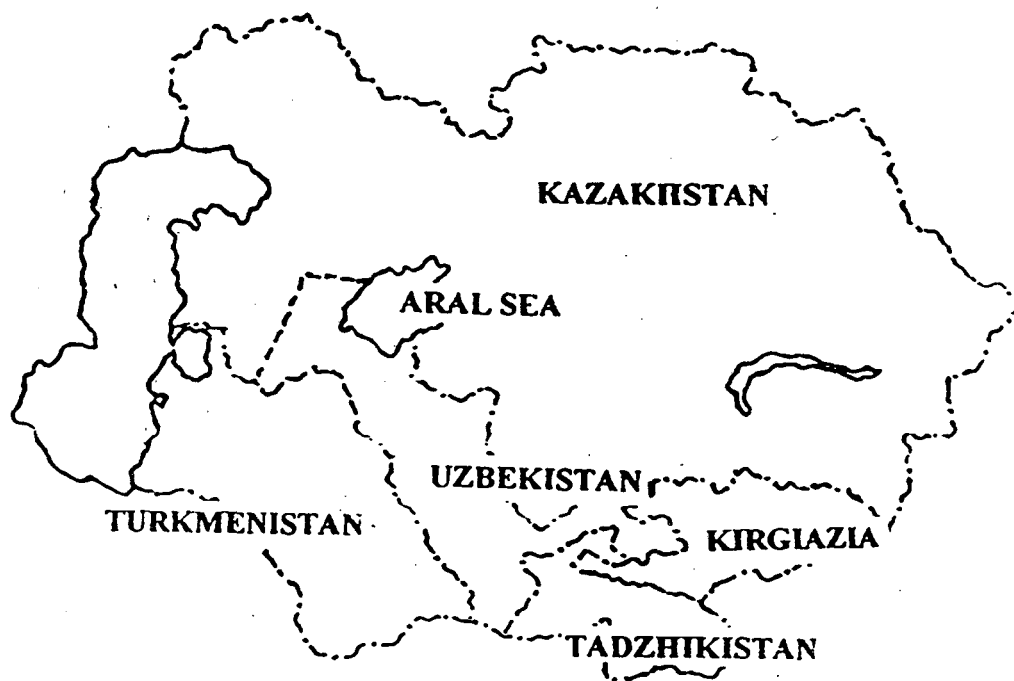 KAZAKHSTAN
ARAL SEA
UZBEKISTAN
TURKMENISTAN
KIRGIAZIA
TADZHIKISTAN